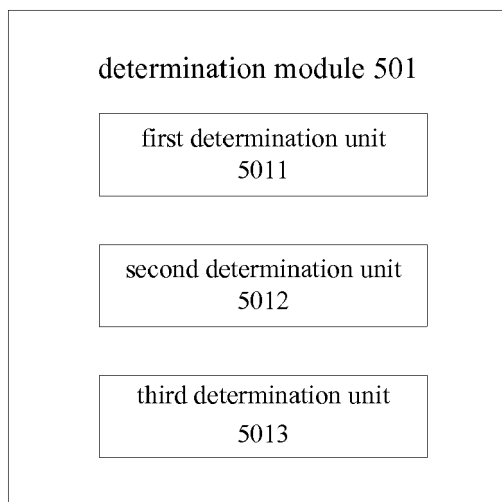 determination module 501
first determination unit
5011
second determination unit
5012
third determination unit
5013